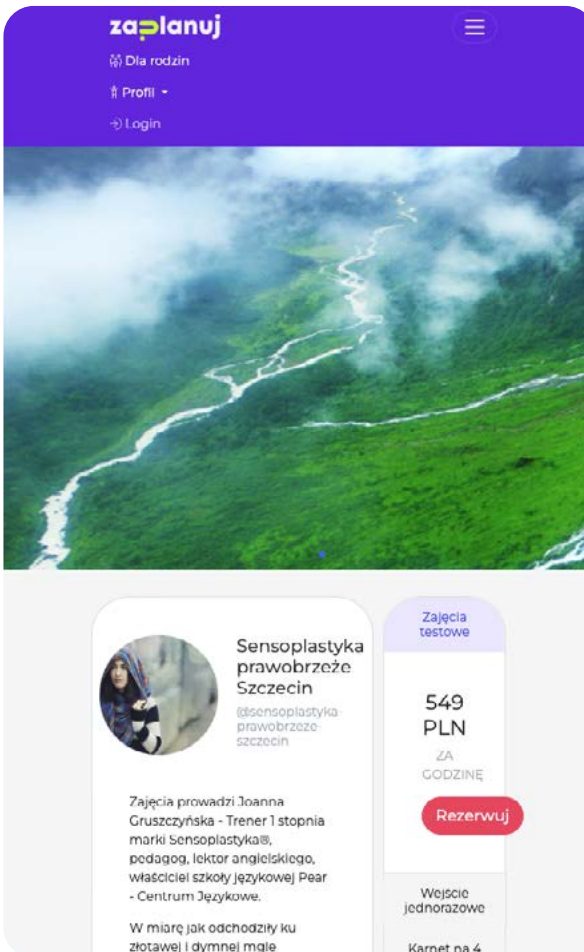 zaplanuj
Dla rodzin
Profil
Login
Sensoplastyka
prawobrzeże
Szczecin
@sensoplastyka-
prawobrzeze-
szczecin
Zajęcia prowadzi Joanna
Gruszczyńska - Trener 1 stopnia
marki Sensoplastyka®,
pedagog, lektor angielskiego,
właściciel szkoły językowej Pear
- Centrum Językowe.
W miarę jak odchodziły ku
złotawej i dymnej mgle
Zajęcia
testowe
549
PLN
ZA
GODZINĘ
Rezerwuj
Wejście
jednorazowe
Karnet na 4